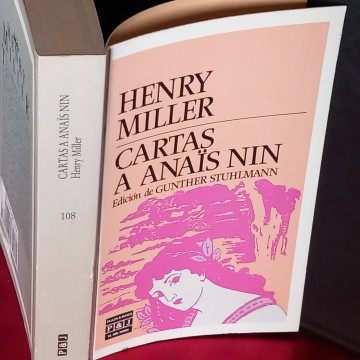 CARTAS A ANAÏS NIN
Henry Miller
108
P&J
HENRY
MILLER
CARTAS
A ANAÏS NIN
Edición de GUNTHER STUHLMANN
PLAZA & JANES
P&J